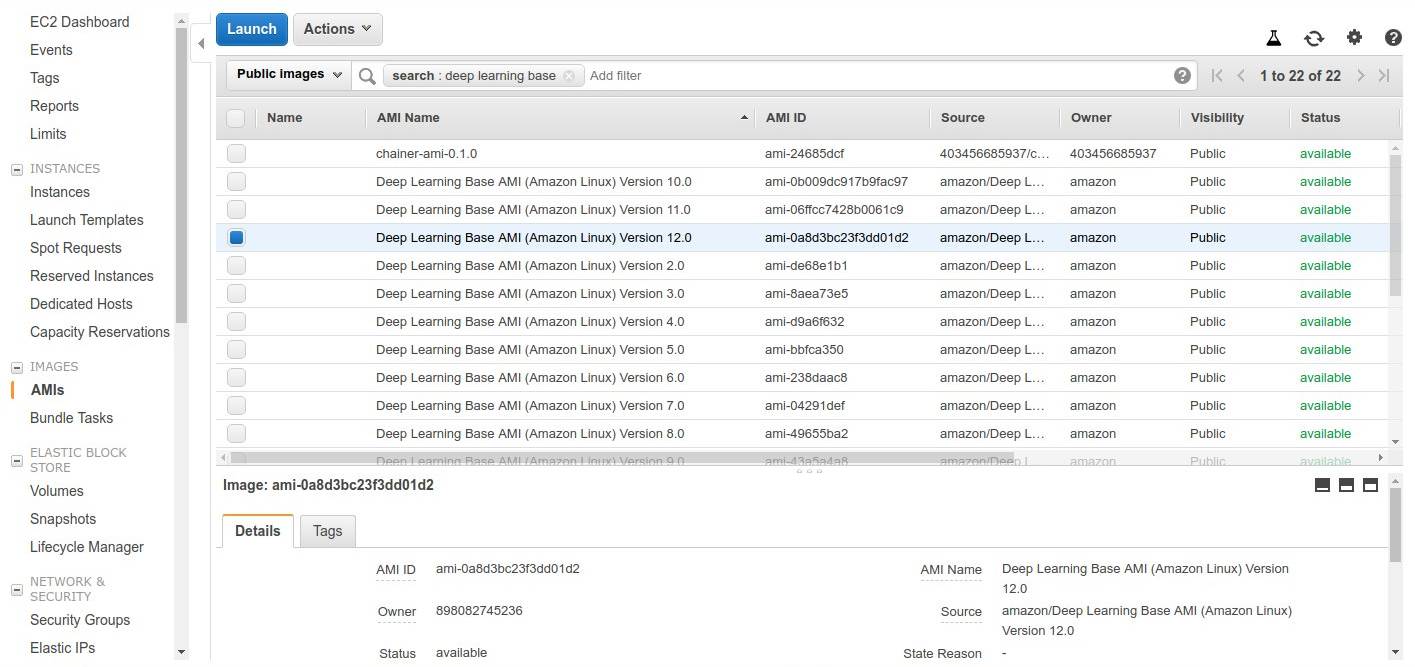 EC2 Dashboard
Events
Tags
Reports
Limits
INSTANCES
Instances
Launch Templates
Spot Requests
Reserved Instances
Dedicated Hosts
Capacity Reservations
IMAGES
AMIs
Bundle Tasks
ELASTIC BLOCK
STORE
Volumes
Snapshots
Lifecycle Manager
NETWORK &
SECURITY
Security Groups
Elastic IPs
Launch Actions
Public images search : deep learning base Add filter 1 to 22 of 22
Name AMI Name AMI ID Source Owner Visibility Status
chainer-ami-0.1.0 ami-24685dcf 403456685937/c... 403456685937 Public available
Deep Learning Base AMI (Amazon Linux) Version 10.0 ami-0b009dc917b9fac97 amazon/Deep L... amazon Public available
Deep Learning Base AMI (Amazon Linux) Version 11.0 ami-06ffcc7428b0061c9 amazon/Deep L... amazon Public available
Deep Learning Base AMI (Amazon Linux) Version 12.0 ami-0a8d3bc23f3dd01d2 amazon/Deep L... amazon Public available
Deep Learning Base AMI (Amazon Linux) Version 2.0 ami-de68e1b1 amazon/Deep L... amazon Public available
Deep Learning Base AMI (Amazon Linux) Version 3.0 ami-8aea73e5 amazon/Deep L... amazon Public available
Deep Learning Base AMI (Amazon Linux) Version 4.0 ami-d9a6f632 amazon/Deep L... amazon Public available
Deep Learning Base AMI (Amazon Linux) Version 5.0 ami-bbfca350 amazon/Deep L... amazon Public available
Deep Learning Base AMI (Amazon Linux) Version 6.0 ami-238daac8 amazon/Deep L... amazon Public available
Deep Learning Base AMI (Amazon Linux) Version 7.0 ami-04291def amazon/Deep L... amazon Public available
Deep Learning Base AMI (Amazon Linux) Version 8.0 ami-49655ba2 amazon/Deep L... amazon Public available
Deep Learning Base AMI (Amazon Linux) Version 9.0 ami-43a5a4a8 amazon/Deep L... amazon Public available
Image: ami-0a8d3bc23f3dd01d2
Details Tags
AMI ID ami-0a8d3bc23f3dd01d2 AMI Name Deep Learning Base AMI (Amazon Linux) Version
12.0
Owner 898082745236 Source amazon/Deep Learning Base AMI (Amazon Linux)
Version 12.0
Status available State Reason -